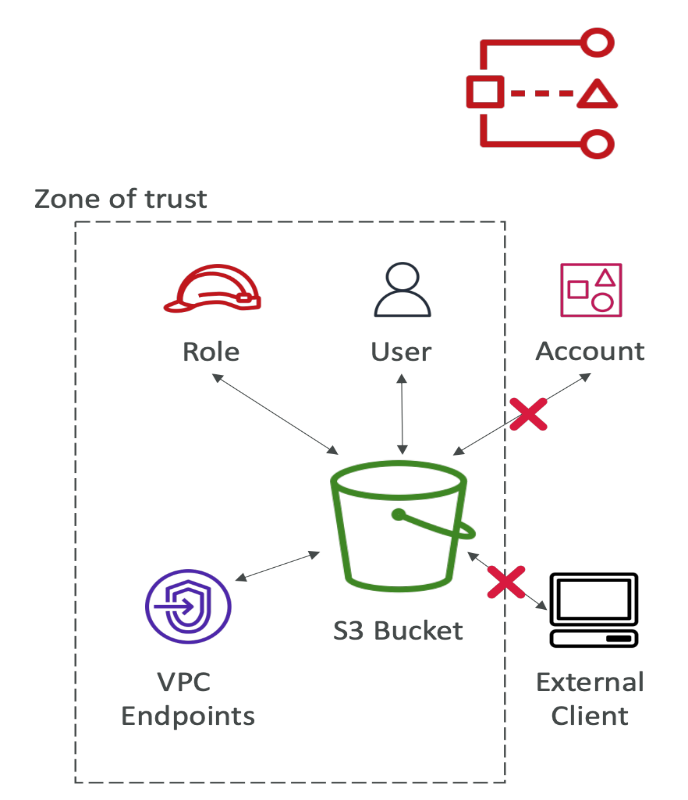 Zone of trust
Role
User
Account
S3 Bucket
VPC
Endpoints
External
Client